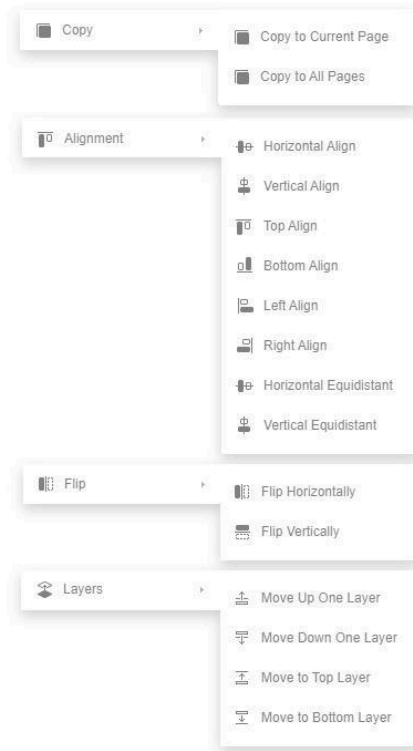 Copy
Copy to Current Page
Copy to All Pages
Alignment
Horizontal Align
Vertical Align
Top Align
Bottom Align
Left Align
Right Align
Horizontal Equidistant
Vertical Equidistant
Flip
Flip Horizontally
Flip Vertically
Layers
Move Up One Layer
Move Down One Layer
Move to Top Layer
Move to Bottom Layer